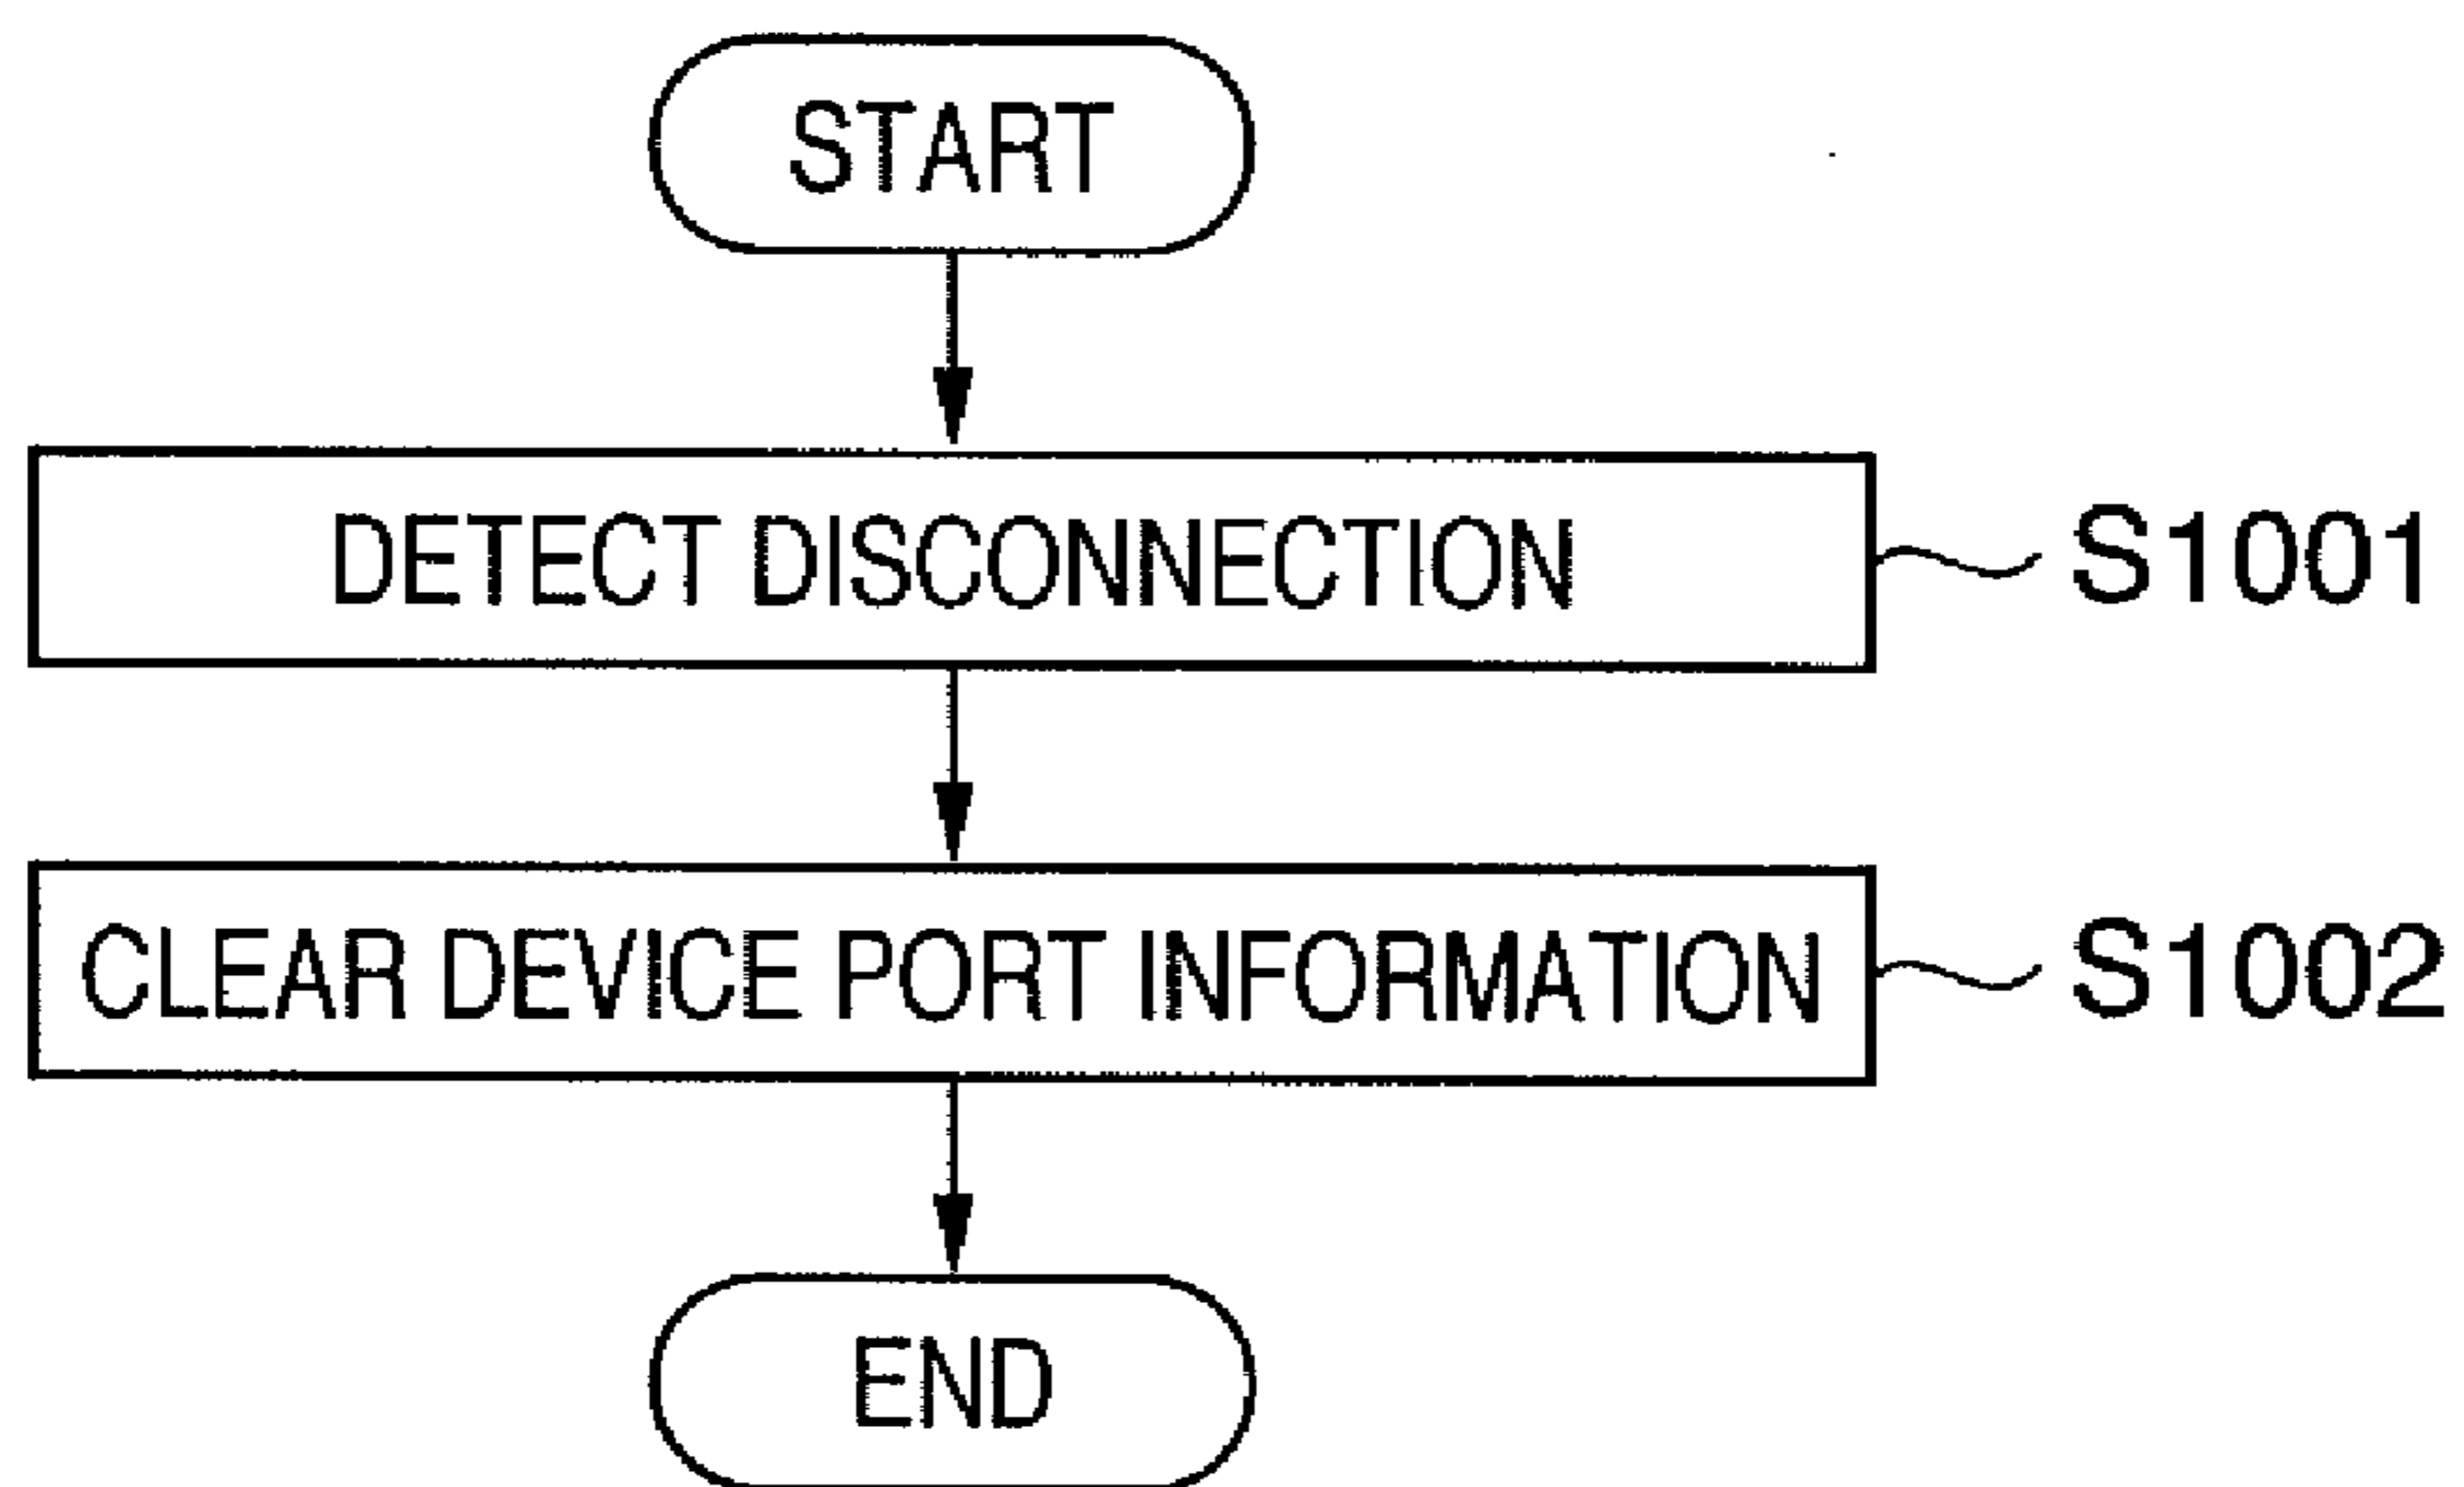 START
DETECT DISCONNECTION
S1001
CLEAR DEVICE PORT INFORMATION
S1002
END